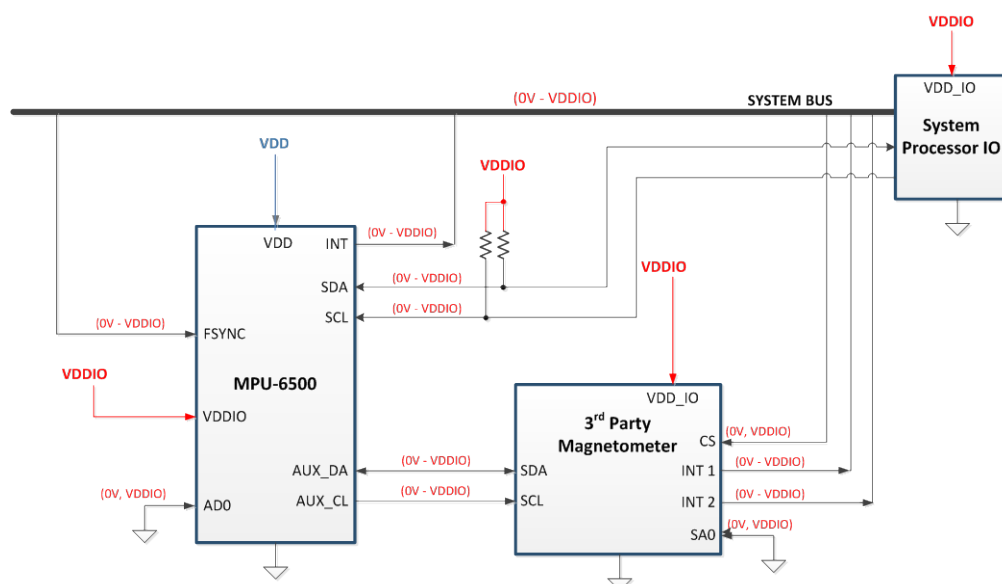 VDDIO
VDD_IO
System
Processor IO
(0V - VDDIO)
SYSTEM BUS
VDD
VDDIO
VDD
INT
(0V - VDDIO)
SDA
(0V - VDDIO)
SCL
(0V - VDDIO)
(0V - VDDIO)
FSYNC
MPU-6500
VDDIO
VDDIO
AUX_DA
(0V - VDDIO)
AUX_CL
(0V - VDDIO)
(0V, VDDIO)
AD0
VDDIO
VDD_IO
3rd Party
Magnetometer
CS
(0V, VDDIO)
SDA
INT 1
(0V - VDDIO)
SCL
INT 2
(0V - VDDIO)
SA0
(0V, VDDIO)